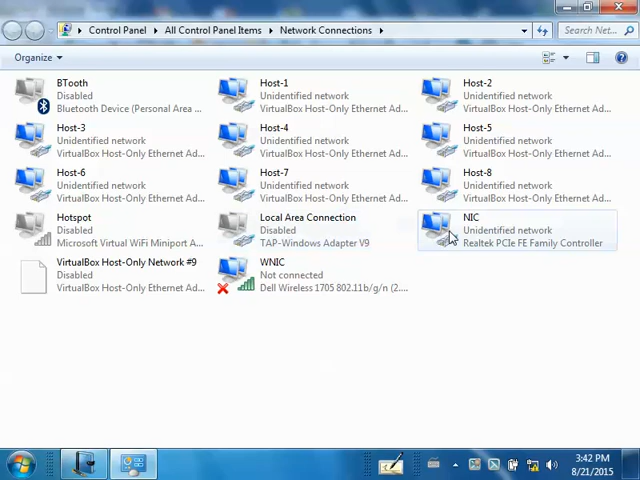 Control Panel
All Control Panel Items
Network Connections
Search Net...
Organize
BTooth
Disabled
Bluetooth Device (Personal Area ...
Host-1
Unidentified network
VirtualBox Host-Only Ethernet Ad...
Host-2
Unidentified network
VirtualBox Host-Only Ethernet Ad...
Host-3
Unidentified network
VirtualBox Host-Only Ethernet Ad...
Host-4
Unidentified network
VirtualBox Host-Only Ethernet Ad...
Host-5
Unidentified network
VirtualBox Host-Only Ethernet Ad...
Host-6
Unidentified network
VirtualBox Host-Only Ethernet Ad...
Host-7
Unidentified network
VirtualBox Host-Only Ethernet Ad...
Host-8
Unidentified network
VirtualBox Host-Only Ethernet Ad...
Hotspot
Disabled
Microsoft Virtual WiFi Miniport A...
Local Area Connection
Disabled
TAP-Windows Adapter V9
NIC
Unidentified network
Realtek PCIe FE Family Controller
VirtualBox Host-Only Network #9
Disabled
VirtualBox Host-Only Ethernet Ad...
WNIC
Not connected
Dell Wireless 1705 802.11b/g/n (2....
3:42 PM
8/21/2015